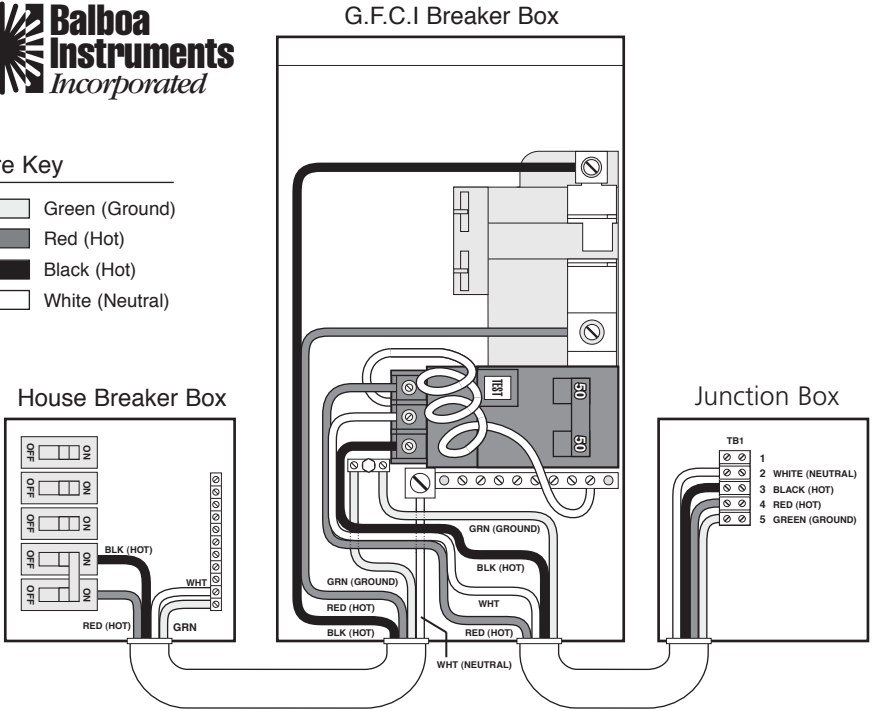 Balboa
Instruments
Incorporated
G.F.C.I Breaker Box
re Key
Green (Ground)
Red (Hot)
Black (Hot)
White (Neutral)
House Breaker Box
OFF ON
OFF ON
OFF ON
OFF ON
OFF ON
BLK (HOT)
WHT
RED (HOT)
GRN
TEST
50
50
GRN (GROUND)
BLK (HOT)
GRN (GROUND)
WHT
RED (HOT)
BLK (HOT)
RED (HOT)
WHT (NEUTRAL)
Junction Box
TB1
1
2 WHITE (NEUTRAL)
3 BLACK (HOT)
4 RED (HOT)
5 GREEN (GROUND)